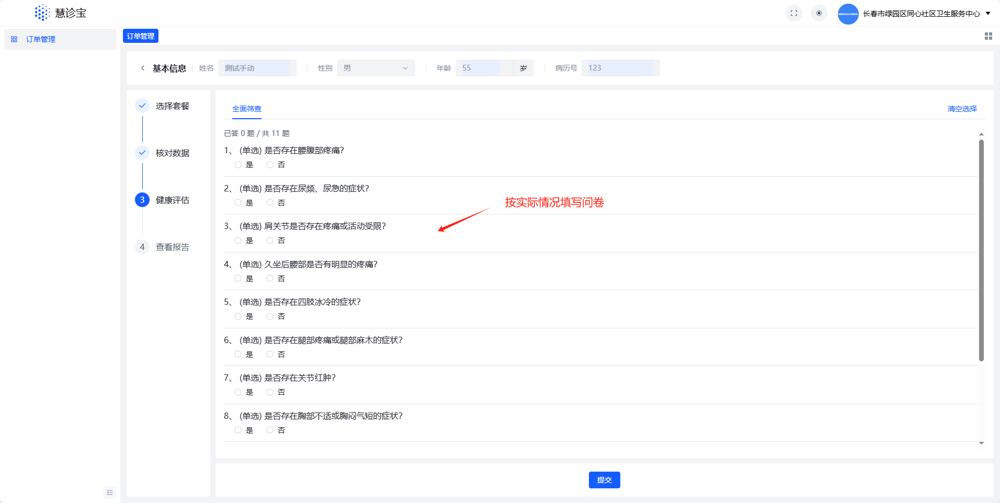 慧诊宝
长春市绿园区同心社区卫生服务中心
订单管理
订单管理
基本信息 姓名 测试手动 性别 男 年龄 55 岁 病历号 123
选择套餐
核对数据
3 健康评估
4 查看报告
全面筛查 清空选择
已答 0 题 / 共 11 题
1、 (单选) 是否存在腰腹部疼痛?
是 否
2、 (单选) 是否存在尿频、尿急的症状?
是 否
按实际情况填写问卷
3、 (单选) 肩关节是否存在疼痛或活动受限?
是 否
4、 (单选) 久坐后腰部是否有明显的疼痛?
是 否
5、 (单选) 是否存在四肢冰冷的症状?
是 否
6、 (单选) 是否存在腿部疼痛或腿部麻木的症状?
是 否
7、 (单选) 是否存在关节红肿?
是 否
8、 (单选) 是否存在胸部不适或胸闷气短的症状?
是 否
提交